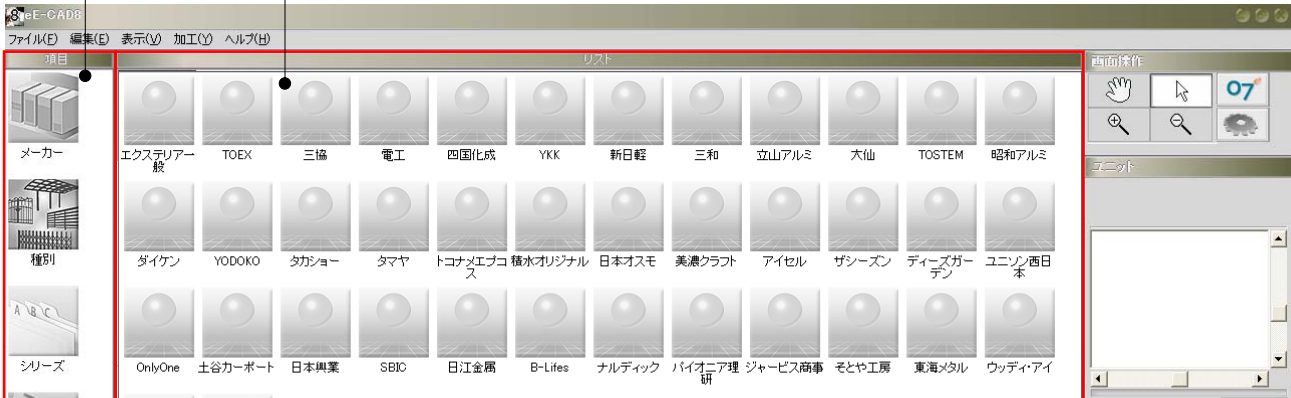 eE-CAD8
ファイル(F) 編集(E) 表示(V) 加工(Y) ヘルプ(H)
項目
リスト
画面操作
07
メーカー
エクステリア一般
TOEX
三協
電工
四国化成
YKK
新日軽
三和
立山アルミ
大仙
TOSTEM
昭和アルミ
ユニット
種別
ダイケン
YODOKO
タカショー
タマヤ
トコナメエプコス
積水オリジナル
日本オスモ
美濃クラフト
アイセル
ザシーズン
ディーズガーデン
ユニソン西日本
A B C
シリーズ
OnlyOne
土谷カーポート
日本興業
SBIC
日江金属
B-Lifes
ナルディック
パイオニア理研
ジャービス商事
そとや工房
東海メタル
ウッディ・アイ